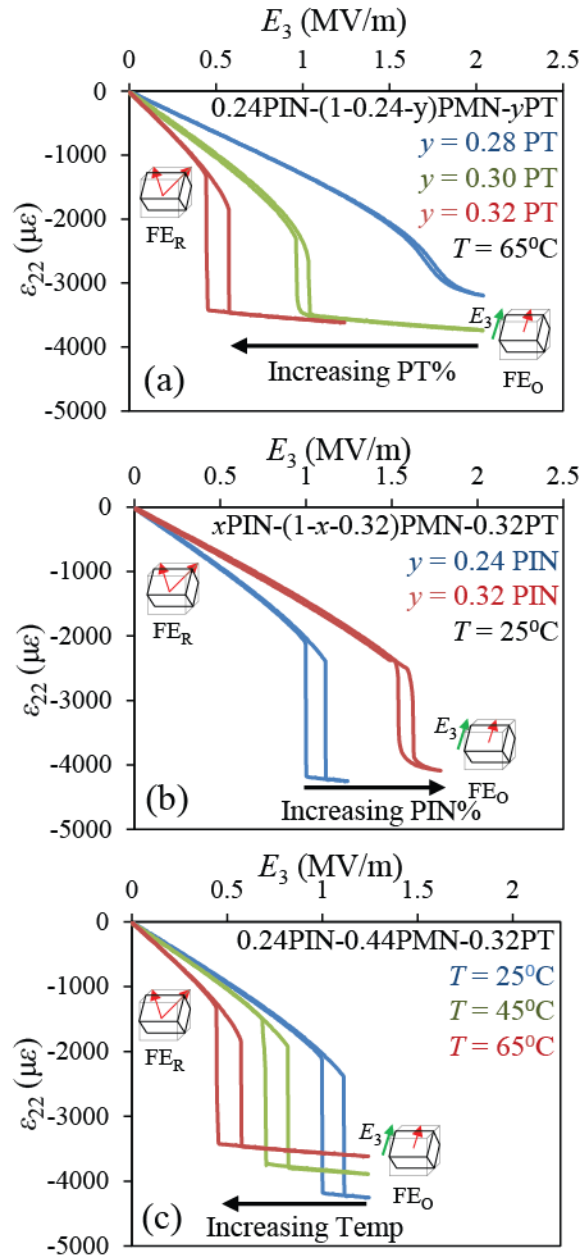 E3 (MV/m)
0 0.5 1 1.5 2 2.5
0
-1000
-2000
-3000
-4000
-5000
ε22 (με)
0.24PIN-(1-0.24-y)PMN-yPT
y = 0.28 PT
y = 0.30 PT
y = 0.32 PT
T = 65⁰C
FER
E3
FEO
Increasing PT%
(a)
E3 (MV/m)
0 0.5 1 1.5 2 2.5
0
-1000
-2000
-3000
-4000
-5000
ε22 (με)
xPIN-(1-x-0.32)PMN-0.32PT
y = 0.24 PIN
y = 0.32 PIN
T = 25⁰C
FER
E3
FEO
Increasing PIN%
(b)
E3 (MV/m)
0 0.5 1 1.5 2
0
-1000
-2000
-3000
-4000
-5000
ε22 (με)
0.24PIN-0.44PMN-0.32PT
T = 25⁰C
T = 45⁰C
T = 65⁰C
FER
E3
FEO
Increasing Temp
(c)